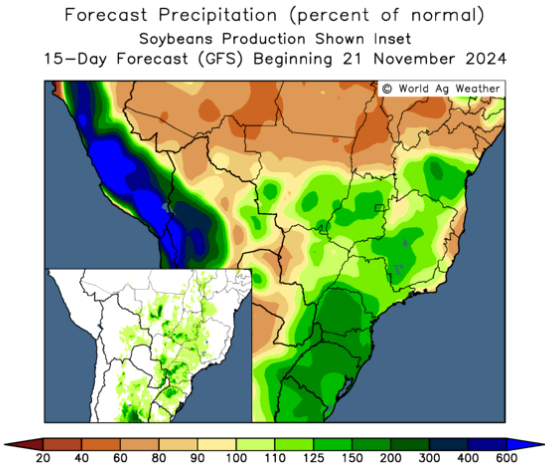 Forecast Precipitation (percent of normal)
Soybeans Production Shown Inset
15-Day Forecast (GFS) Beginning 21 November 2024
© World Ag Weather
20 40 60 80 90 100 110 125 150 200 300 400 600